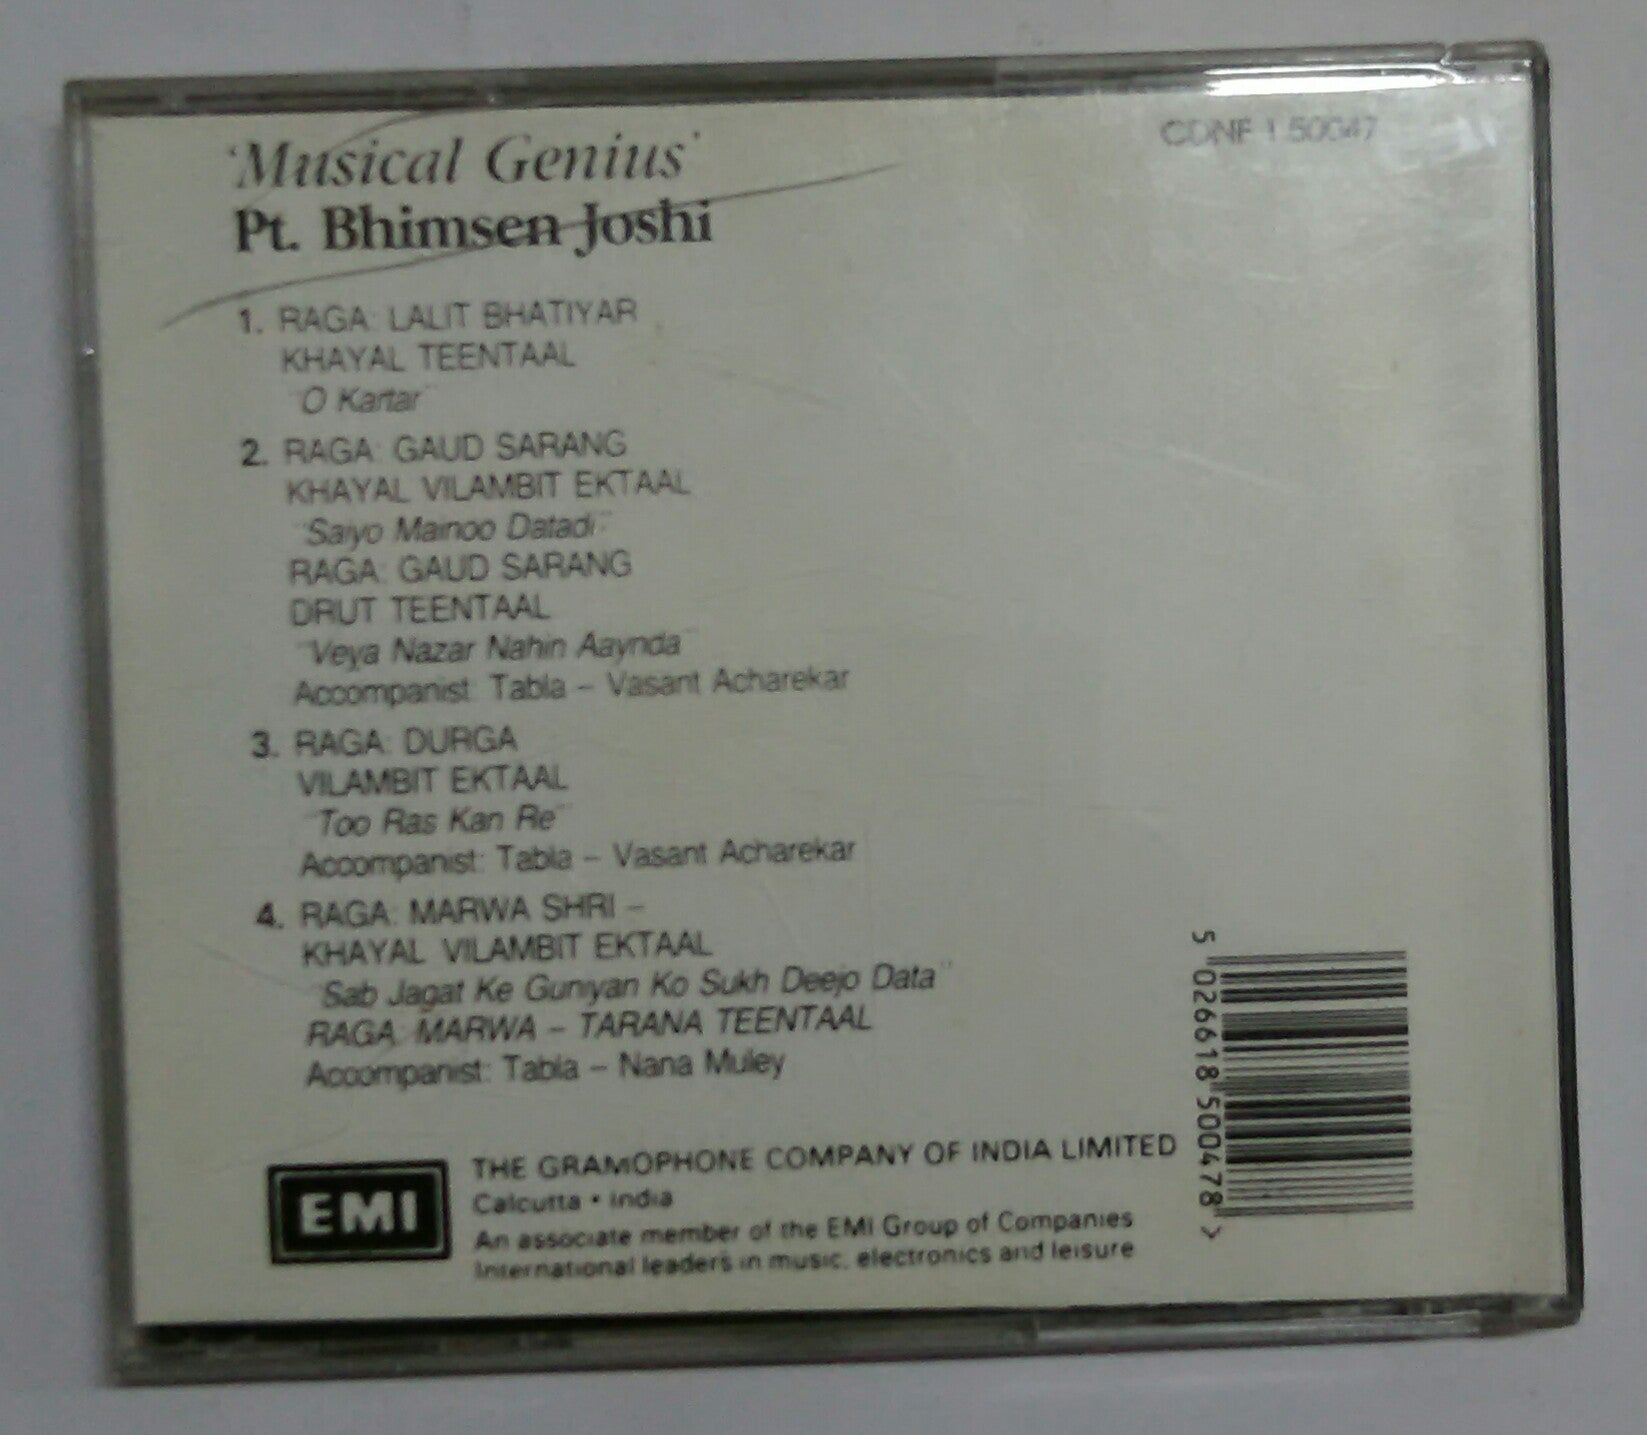 'Musical Genius'
CDNF 1 50047
Pt. Bhimsen Joshi
1. RAGA: LALIT BHATIYAR
KHAYAL TEENTAAL
"O Kartar"
2. RAGA: GAUD SARANG
KHAYAL VILAMBIT EKTAAL
"Saiyo Mainoo Datadi"
RAGA: GAUD SARANG
DRUT TEENTAAL
"Veya Nazar Nahin Aaynda"
Accompanist: Tabla – Vasant Acharekar
3. RAGA: DURGA
VILAMBIT EKTAAL
"Too Ras Kan Re"
Accompanist: Tabla – Vasant Acharekar
4. RAGA: MARWA SHRI –
KHAYAL VILAMBIT EKTAAL
"Sab Jagat Ke Guniyan Ko Sukh Deejo Data"
RAGA: MARWA – TARANA TEENTAAL
Accompanist: Tabla – Nana Muley
EMI
THE GRAMOPHONE COMPANY OF INDIA LIMITED
Calcutta • India
An associate member of the EMI Group of Companies
International leaders in music, electronics and leisure
5 026618 500478 >